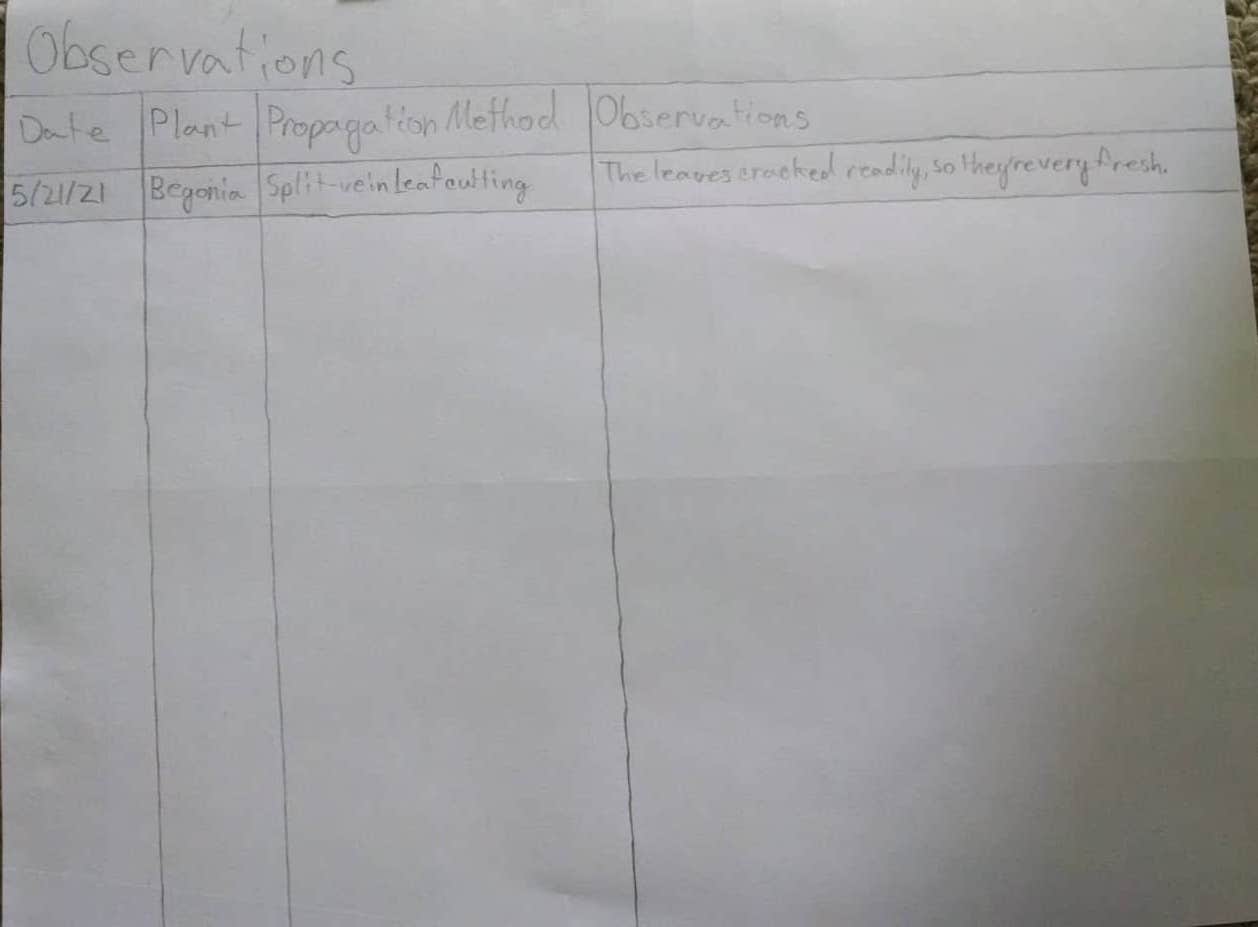 Observations
Date Plant Propagation Method Observations
5/21/21 Begonia Split-vein Leaf cutting The leaves cracked readily, so they're very fresh.